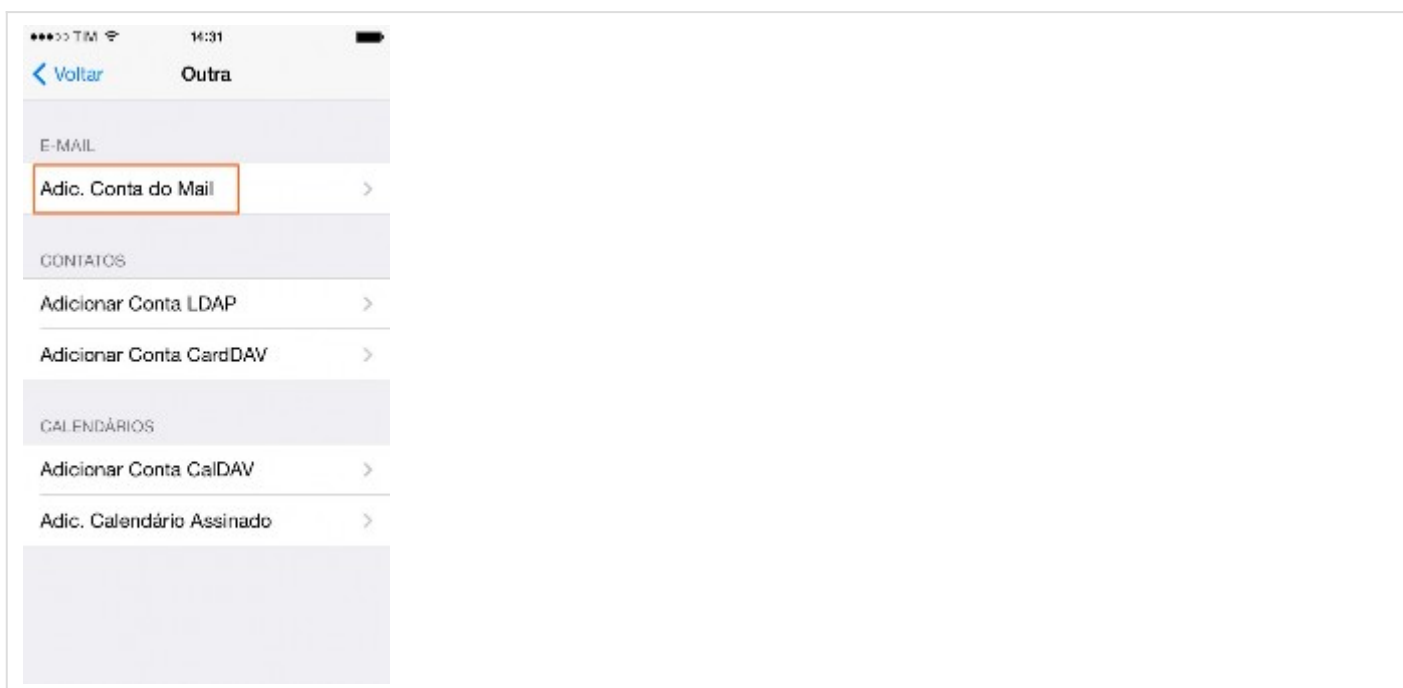 TIM 14:31
Voltar Outra
E-MAIL
Adic. Conta do Mail
CONTATOS
Adicionar Conta LDAP
Adicionar Conta CardDAV
CALENDÁRIOS
Adicionar Conta CalDAV
Adic. Calendário Assinado